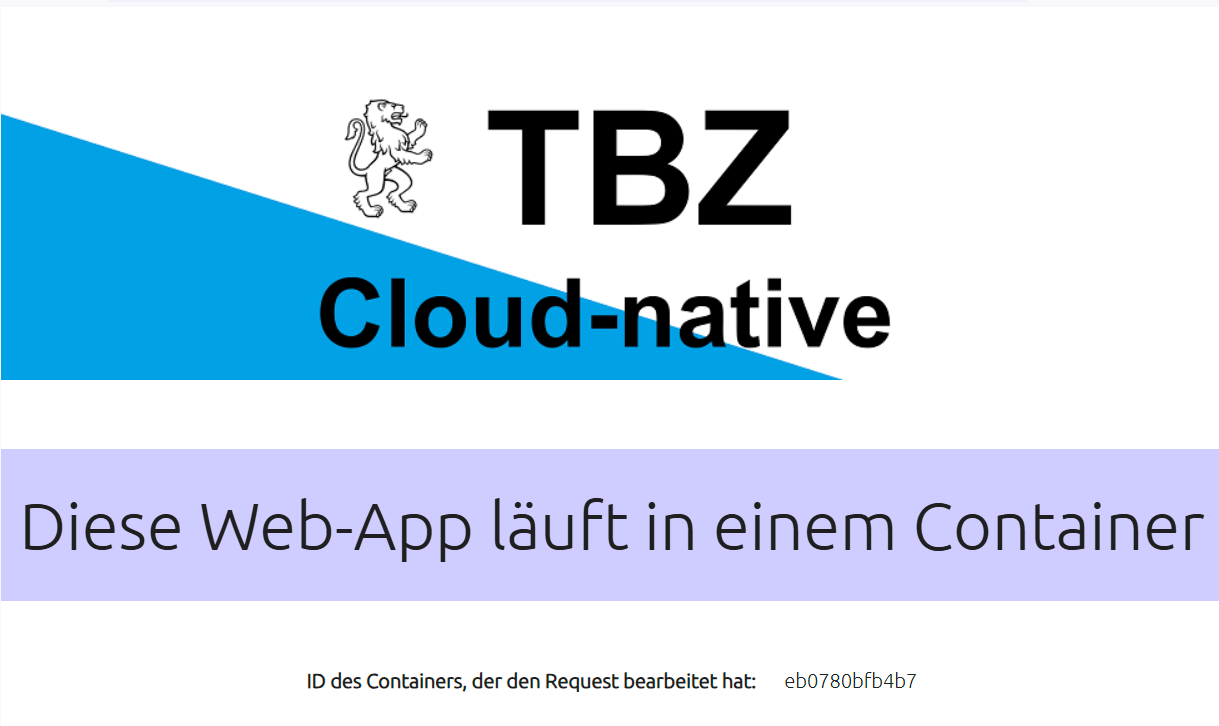 TBZ
Cloud-native
Diese Web-App läuft in einem Container
ID des Containers, der den Request bearbeitet hat: eb0780bfb4b7